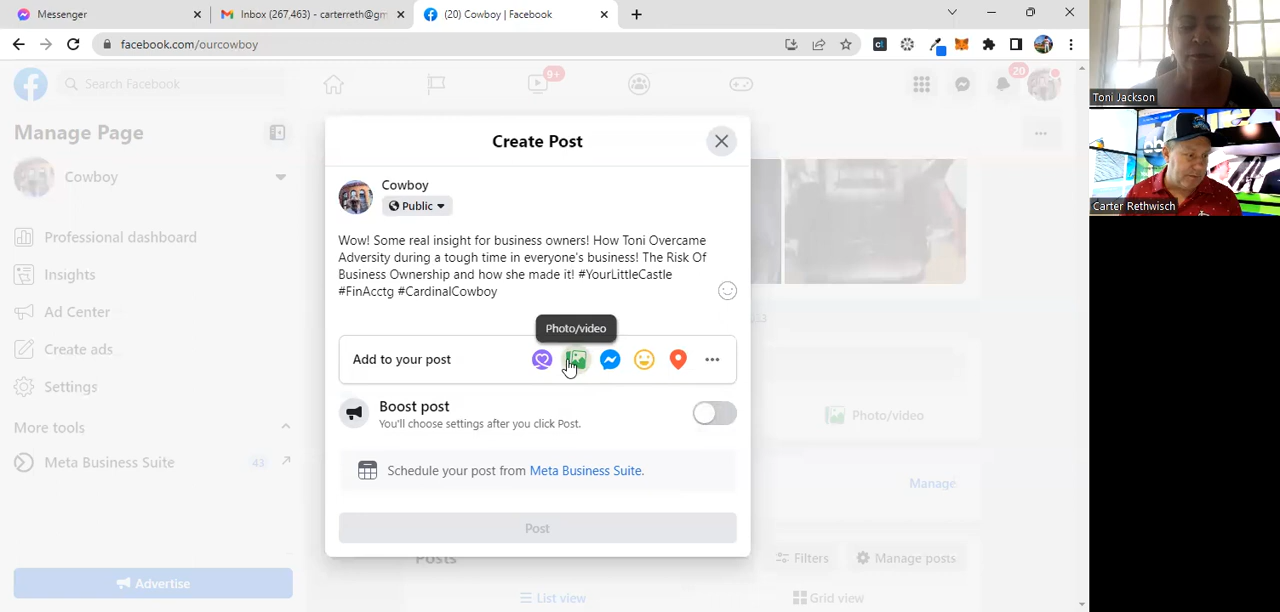 Messenger
Inbox (267,463) - carterreth@gm
(20) Cowboy | Facebook
facebook.com/ourcowboy
Search Facebook
9+
20
Manage Page
Cowboy
Professional dashboard
Insights
Ad Center
Create ads
Settings
More tools
Meta Business Suite 43
Advertise
Create Post
Cowboy
Public
Wow! Some real insight for business owners! How Toni Overcame
Adversity during a tough time in everyone's business! The Risk Of
Business Ownership and how she made it! #YourLittleCastle
#FinAcctg #CardinalCowboy
Photo/video
Add to your post
Boost post
You'll choose settings after you click Post.
Schedule your post from Meta Business Suite.
Post
Photo/video
Manage
Posts
Filters
Manage posts
List view
Grid view
Toni Jackson
Carter Rethwisch